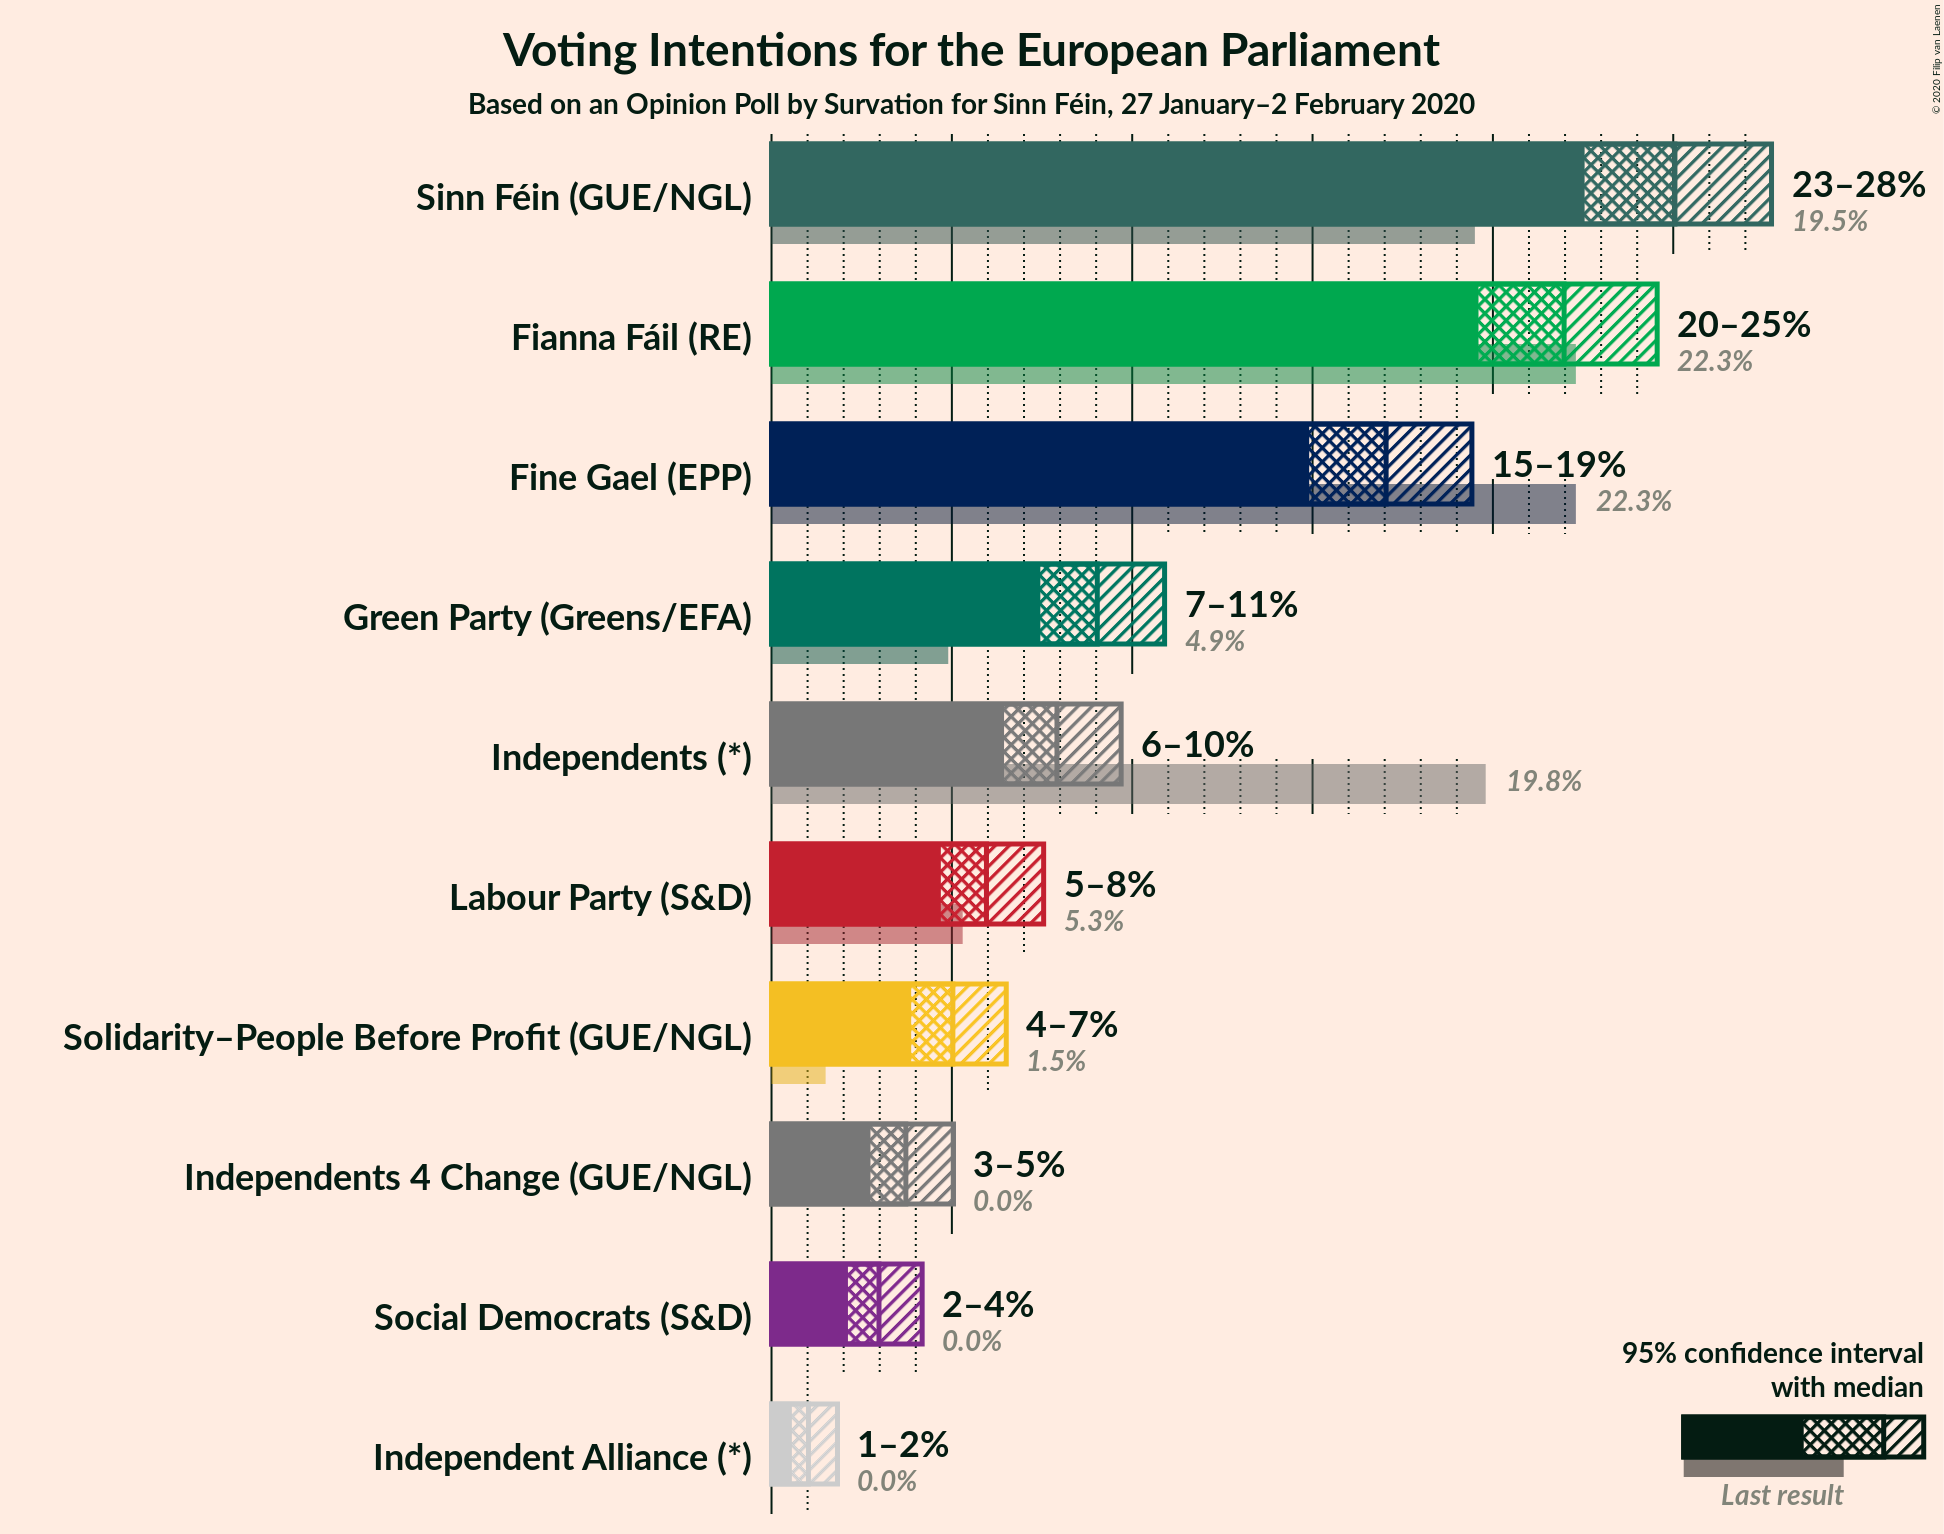 Voting Intentions for the European Parliament
Based on an Opinion Poll by Survation for Sinn Féin, 27 January–2 February 2020
© 2020 Filip van Laenen
Sinn Féin (GUE/NGL)
23–28%
19.5%
Fianna Fáil (RE)
20–25%
22.3%
Fine Gael (EPP)
15–19%
22.3%
Green Party (Greens/EFA)
7–11%
4.9%
Independents (*)
6–10%
19.8%
Labour Party (S&D)
5–8%
5.3%
Solidarity–People Before Profit (GUE/NGL)
4–7%
1.5%
Independents 4 Change (GUE/NGL)
3–5%
0.0%
Social Democrats (S&D)
2–4%
0.0%
Independent Alliance (*)
1–2%
0.0%
95% confidence interval
with median
Last result